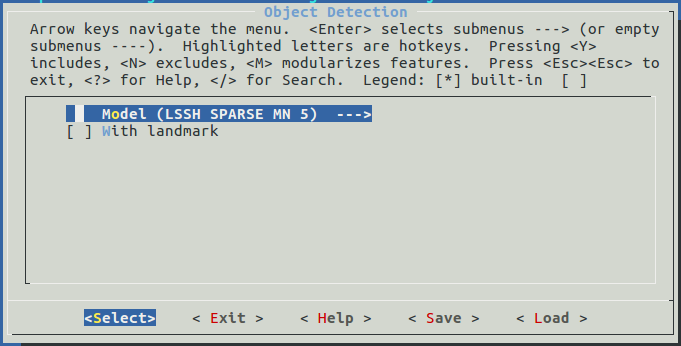 Object Detection
Arrow keys navigate the menu.  <Enter> selects submenus ---> (or empty
submenus ----).  Highlighted letters are hotkeys.  Pressing <Y>
includes, <N> excludes, <M> modularizes features.  Press <Esc><Esc> to
exit, <?> for Help, </> for Search.  Legend: [*] built-in  [ ]
Model (LSSH SPARSE MN 5)  --->
[ ] With landmark
<Select>    < Exit >    < Help >    < Save >    < Load >